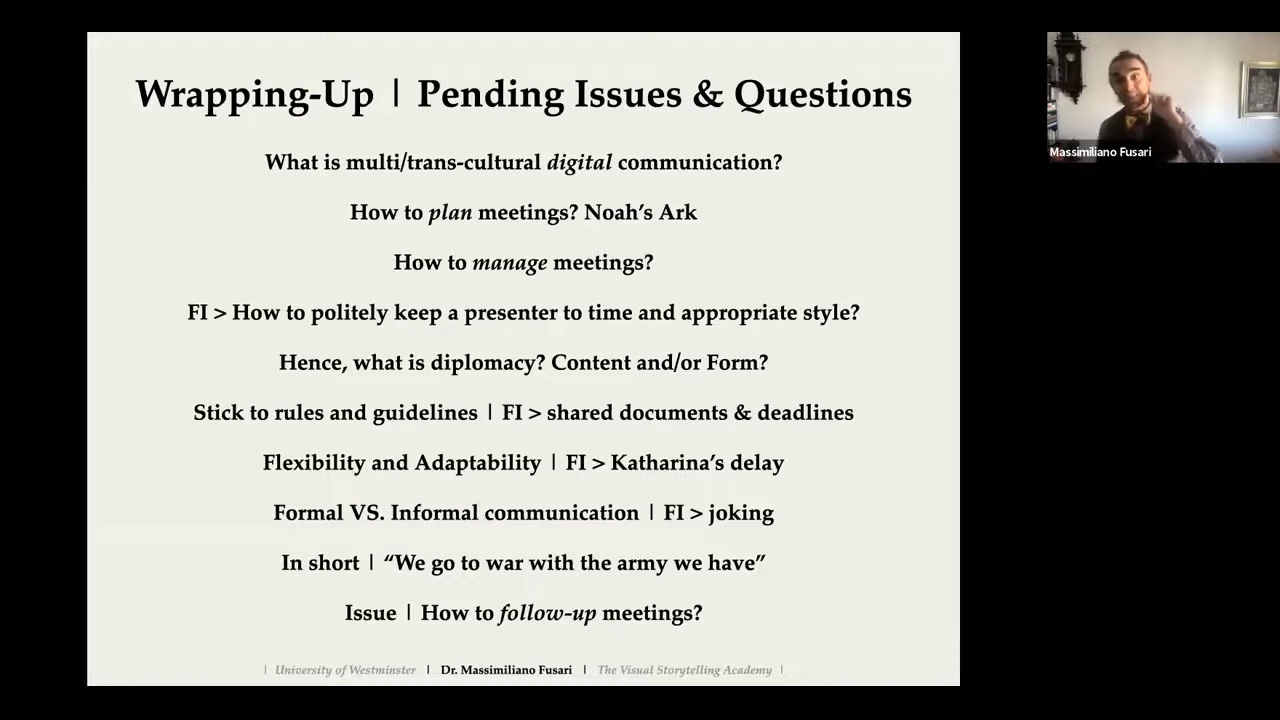 Wrapping-Up | Pending Issues & Questions
What is multi/trans-cultural digital communication?
How to plan meetings? Noah’s Ark
How to manage meetings?
FI > How to politely keep a presenter to time and appropriate style?
Hence, what is diplomacy? Content and/or Form?
Stick to rules and guidelines | FI > shared documents & deadlines
Flexibility and Adaptability | FI > Katharina’s delay
Formal VS. Informal communication | FI > joking
In short | “We go to war with the army we have”
Issue | How to follow-up meetings?
| University of Westminster | Dr. Massimiliano Fusari | The Visual Storytelling Academy |
Massimiliano Fusari